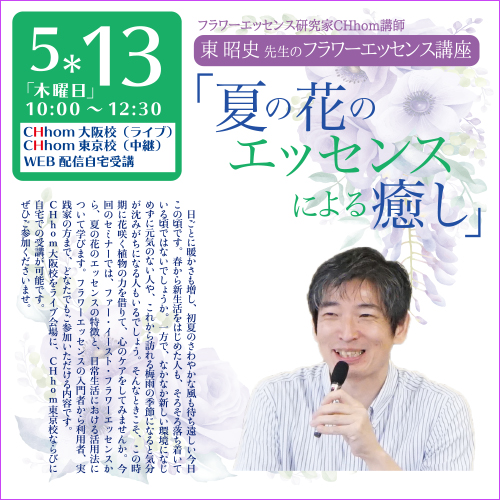 5*13
「木曜日」
10:00～12:30
CHhom 大阪校（ライブ）
CHhom 東京校（中継）
WEB 配信自宅受講
フラワーエッセンス研究家CHhom講師
東 昭史 先生のフラワーエッセンス講座
「夏の花の
エッセンス
による癒し」
日ごとに暖かさも増し、初夏のさわやかな風も待ち遠しい今日
この頃です。春から新生活をはじめた人も、そろそろ落ち着いて
いる頃ではないでしょうか。一方で、なかなか新しい環境になじ
めずに元気のない人や、これから訪れる梅雨の季節になると気分
が沈みがちになる人もいるでしょう。そんなときこそ、この時
期に花咲く植物の力を借りて、心のケアをしてみませんか。今
回のセミナーでは、ファー・イースト・フラワーエッセンスか
ら、夏の花のエッセンスの特徴と、日常生活における活用法に
ついて学びます。フラワーエッセンスの入門者から利用者、実
践家の方まで、どなたでもご参加いただける内容です。
CHhom大阪校をライブ会場に、CHhom東京校ならびに
自宅での受講が可能です。
ぜひご参加くださいませ。